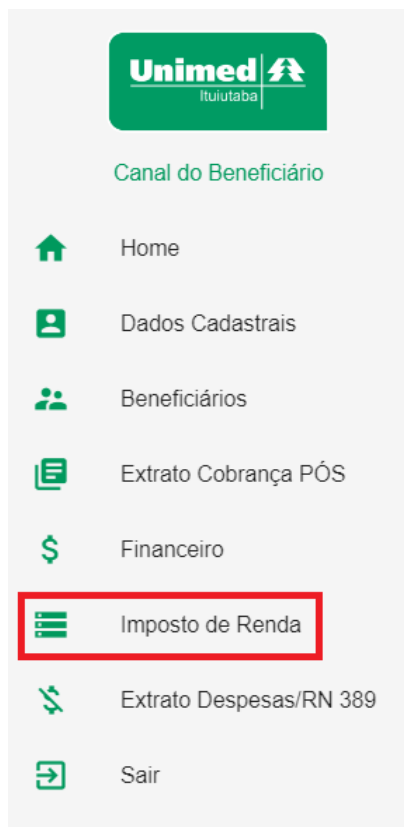 Unimed
Ituiutaba
Canal do Beneficiário
Home
Dados Cadastrais
Beneficiários
Extrato Cobrança PÓS
Financeiro
Imposto de Renda
Extrato Despesas/RN 389
Sair